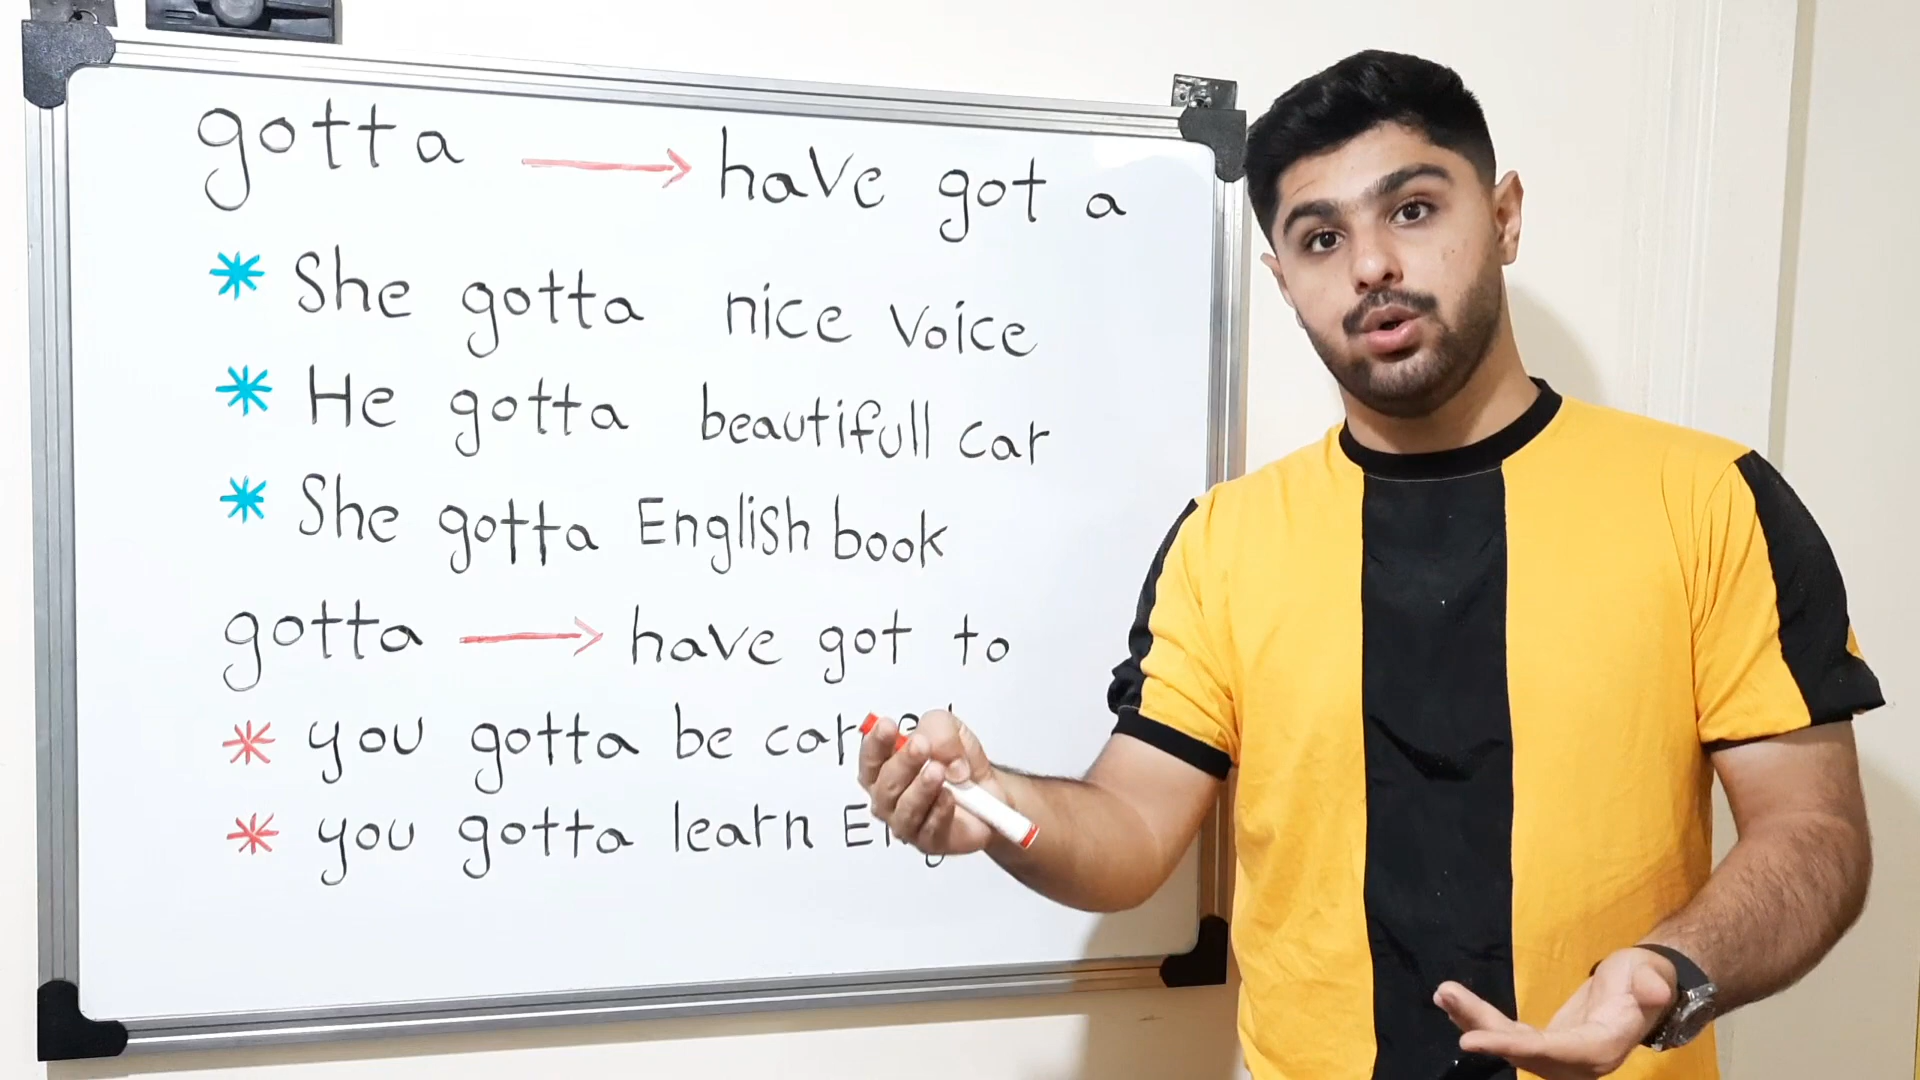 gotta → have got a
* She gotta nice voice
* He gotta beautifull car
* She gotta English book
gotta → have got to
* you gotta be
* you gotta learn